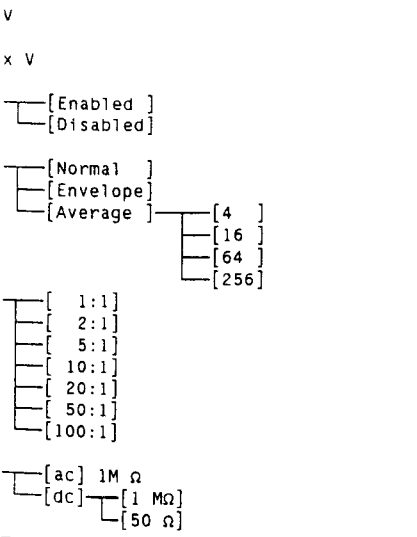 V
x V
[Enabled ]
[Disabled]
[Normal ]
[Envelope]
[Average ] [4 ]
[16 ]
[64 ]
[256]
[ 1:1]
[ 2:1]
[ 5:1]
[ 10:1]
[ 20:1]
[ 50:1]
[100:1]
[ac] 1M Ω
[dc] [1 MΩ]
[50 Ω]